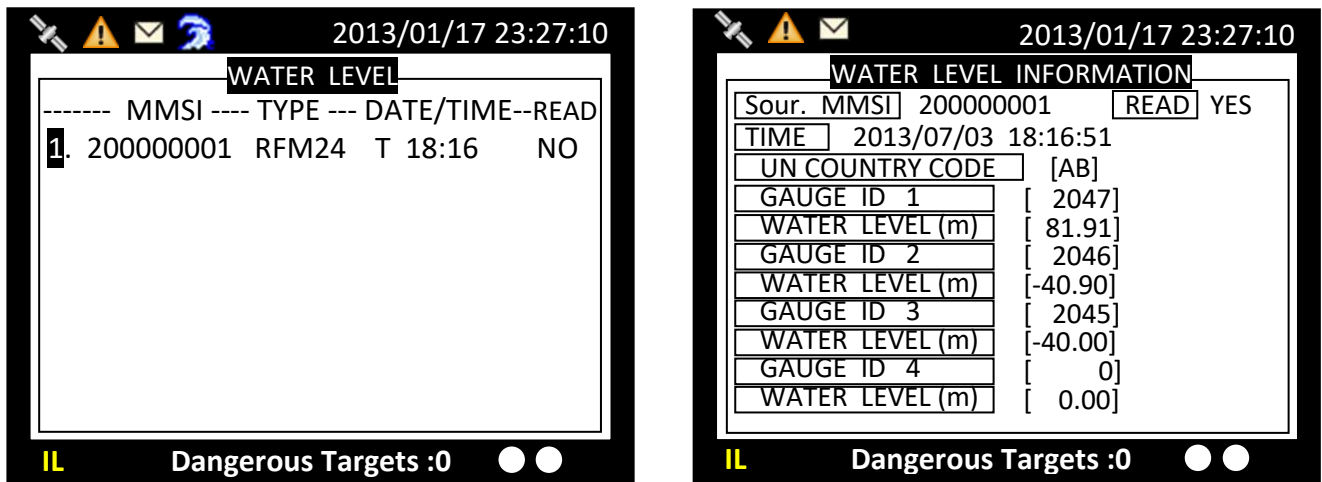 2013/01/17 23:27:10
WATER LEVEL
------- MMSI ---- TYPE --- DATE/TIME--READ
1. 200000001 RFM24 T 18:16 NO
IL Dangerous Targets :0
2013/01/17 23:27:10
WATER LEVEL INFORMATION
Sour. MMSI 200000001 READ YES
TIME 2013/07/03 18:16:51
UN COUNTRY CODE [AB]
GAUGE ID 1 [ 2047]
WATER LEVEL (m) [ 81.91]
GAUGE ID 2 [ 2046]
WATER LEVEL (m) [-40.90]
GAUGE ID 3 [ 2045]
WATER LEVEL (m) [-40.00]
GAUGE ID 4 [ 0]
WATER LEVEL (m) [ 0.00]
IL Dangerous Targets :0